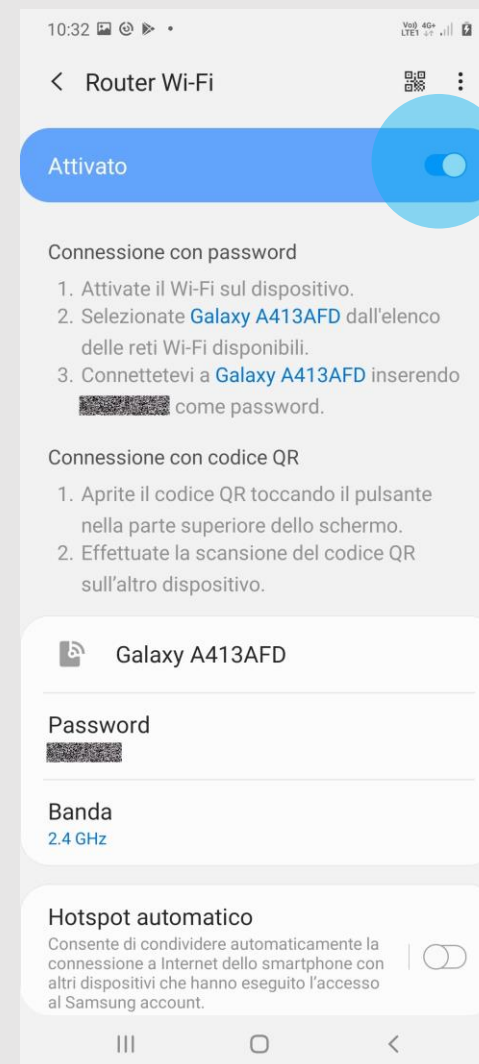 10:32
Vo)) 4G+
LTE1
Router Wi-Fi
Attivato
Connessione con password
1. Attivate il Wi-Fi sul dispositivo.
2. Selezionate Galaxy A413AFD dall'elenco
delle reti Wi-Fi disponibili.
3. Connettetevi a Galaxy A413AFD inserendo
come password.
Connessione con codice QR
1. Aprite il codice QR toccando il pulsante
nella parte superiore dello schermo.
2. Effettuate la scansione del codice QR
sull'altro dispositivo.
Galaxy A413AFD
Password
Banda
2.4 GHz
Hotspot automatico
Consente di condividere automaticamente la
connessione a Internet dello smartphone con
altri dispositivi che hanno eseguito l'accesso
al Samsung account.